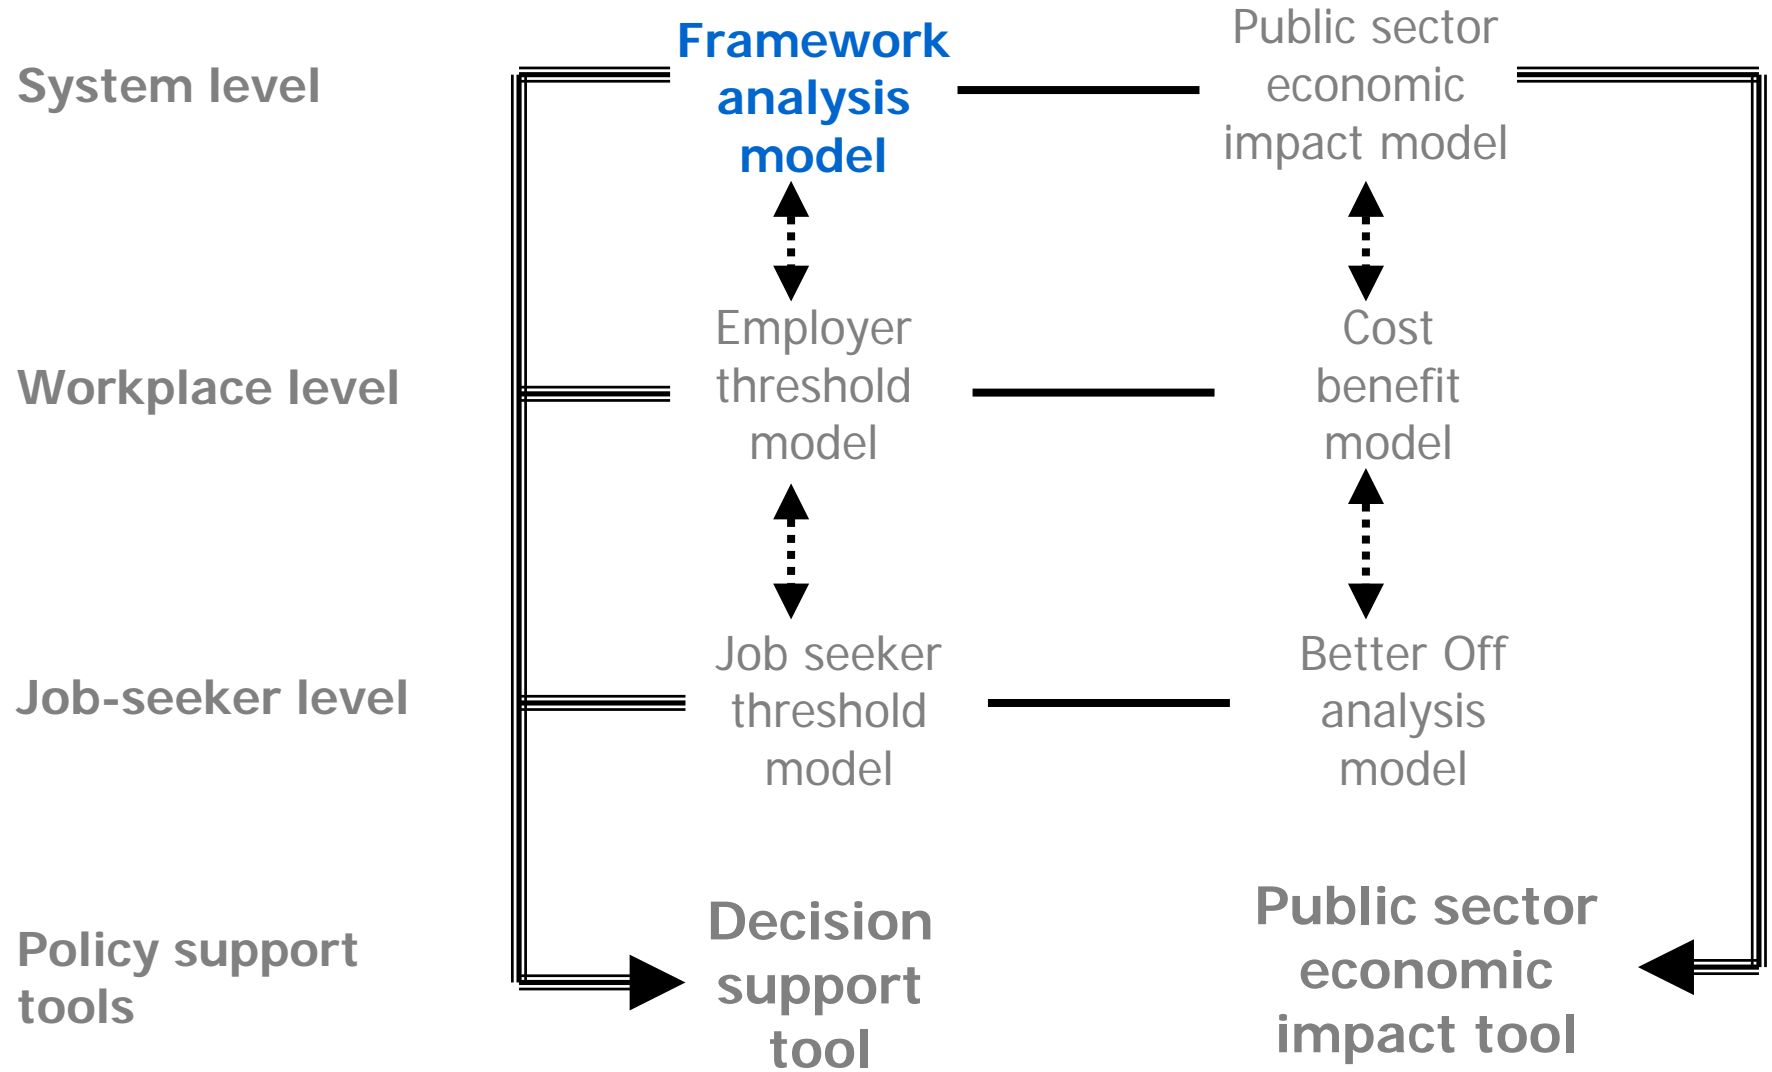 System level
Framework
analysis
model
Public sector
economic
impact model
Workplace level
Employer
threshold
model
Cost
benefit
model
Job-seeker level
Job seeker
threshold
model
Better Off
analysis
model
Policy support
tools
Decision
support
tool
Public sector
economic
impact tool